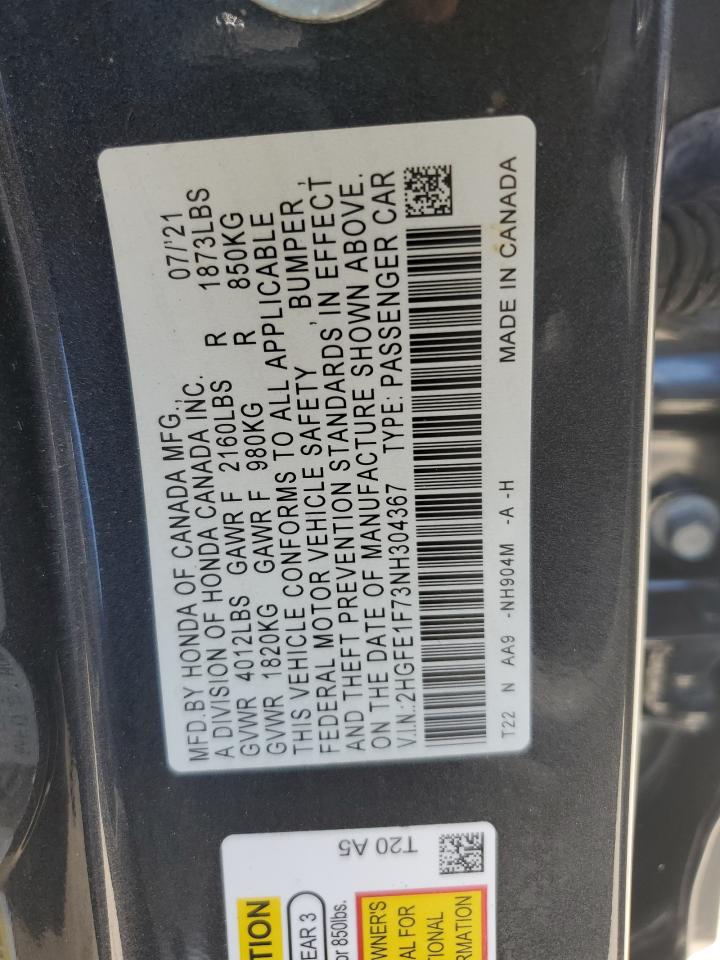 MFD.BY HONDA OF CANADA MFG., 07/'21
A DIVISION OF HONDA CANADA INC.
GVWR 4012LBS GAWR F 2160LBS R 1873LBS
GVWR 1820KG GAWR F 980KG R 850KG
THIS VEHICLE CONFORMS TO ALL APPLICABLE
FEDERAL MOTOR VEHICLE SAFETY , BUMPER ,
AND THEFT PREVENTION STANDARDS IN EFFECT
ON THE DATE OF MANUFACTURE SHOWN ABOVE.
V.I.N.:2HGFE1F73NH304367 TYPE: PASSENGER CAR
T22 N AA9 -NH904M -A -H MADE IN CANADA
T20 A5
TION
EAR 3
or 850lbs.
WNER'S
AL FOR
TIONAL
RMATION